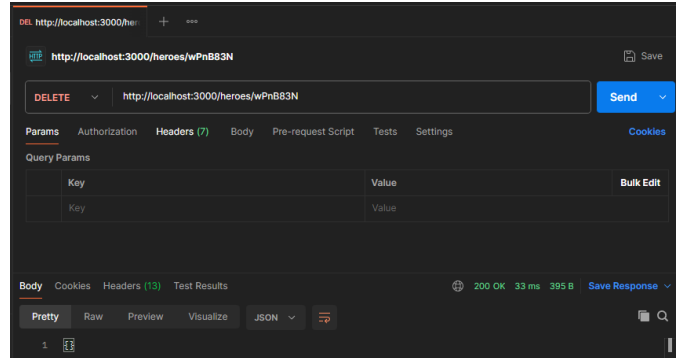 DEL http://localhost:3000/her
HTTP http://localhost:3000/heroes/wPnB83N Save
DELETE http://localhost:3000/heroes/wPnB83N Send
Params Authorization Headers (7) Body Pre-request Script Tests Settings Cookies
Query Params
Key Value Bulk Edit
Key Value
Body Cookies Headers (13) Test Results 200 OK 33 ms 395 B Save Response
Pretty Raw Preview Visualize JSON
1 {}